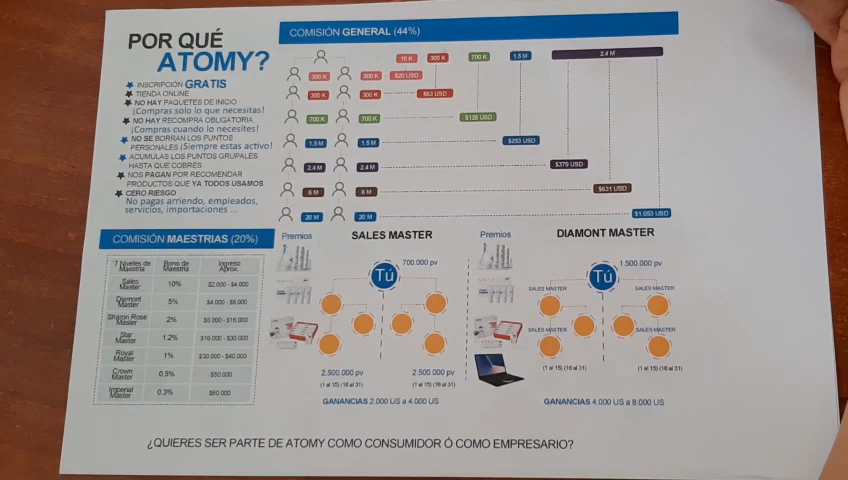 POR QUÉ
ATOMY?
INSCRIPCIÓN GRATIS
TIENDA ONLINE
NO HAY PAQUETES DE INICIO
¡Compras solo lo que necesitas!
NO HAY RECOMPRA OBLIGATORIA
¡Compras cuando lo necesites!
NO SE BORRAN LOS PUNTOS
PERSONALES ¡Siempre estas activo!
ACUMULAS LOS PUNTOS GRUPALES
HASTA QUE COBRES
NOS PAGAN POR RECOMENDAR
PRODUCTOS QUE YA TODOS USAMOS
CERO RIESGO
No pagas arriendo, empleados,
servicios, importaciones ...
COMISIÓN GENERAL (44%)
10 K 300 K 700 K 1.5 M 2.4 M
300 K 300 K $20 USD
300 K 300 K $63 USD
700 K 700 K $126 USD
1.5 M 1.5 M $253 USD
2.4 M 2.4 M $379 USD
6 M 6 M $631 USD
20 M 20 M $1.053 USD
COMISIÓN MAESTRIAS (20%)
7 Niveles de Maestria Bono de Maestria Ingreso Aprox.
Sales Master 10% $2.000 - $4.000
Diamont Master 5% $4.000 - $8.000
Sharon Rose Master 2% $8.000 - $16.000
Star Master 1.2% $16.000 - $30.000
Royal Master 1% $30.000 - $40.000
Crown Master 0.5% $50.000
Imperial Master 0.3% $60.000
Premios
SALES MASTER
Tú
700.000 pv
2.500.000 pv 2.500.000 pv
(1 al 15) (16 al 31) (1 al 15) (16 al 31)
GANANCIAS 2.000 US a 4.000 US
Premios
DIAMONT MASTER
Tú
1.500.000 pv
SALES MASTER SALES MASTER
SALES MASTER SALES MASTER
(1 al 15) (16 al 31) (1 al 15) (16 al 31)
GANANCIAS 4.000 US a 8.000 US
¿QUIERES SER PARTE DE ATOMY COMO CONSUMIDOR Ó COMO EMPRESARIO?